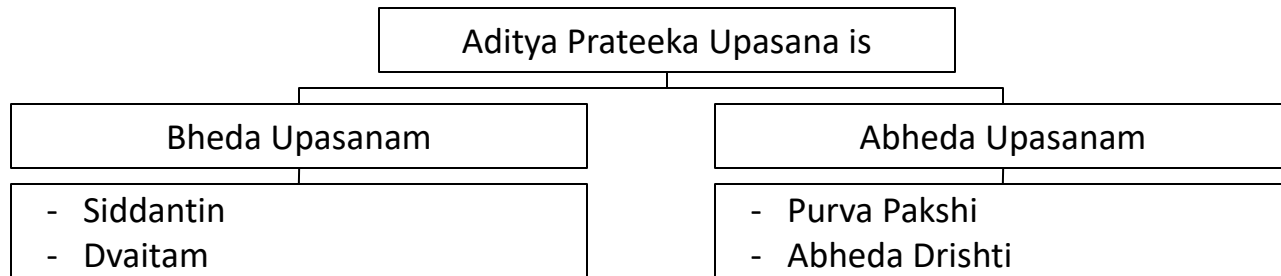 Aditya Prateeka Upasana is
Bheda Upasanam
Abheda Upasanam
- Siddantin
- Dvaitam
- Purva Pakshi
- Abheda Drishti